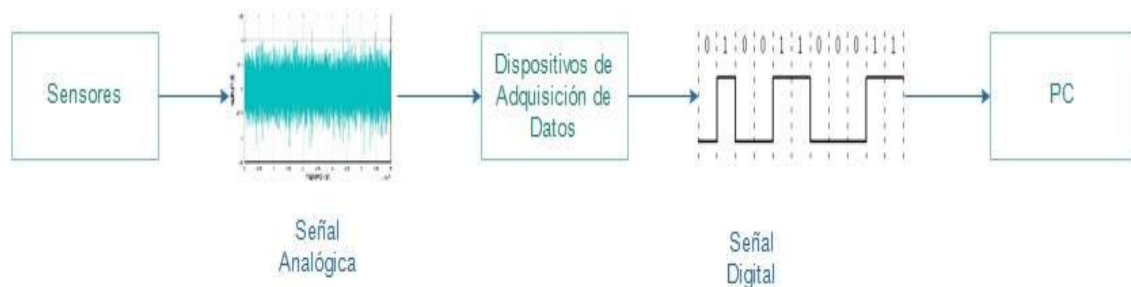 Sensores
Dispositivos de
Adquisición de
Datos
0 1 0 0 1 1 0 0 0 1 1
PC
Señal
Analógica
Señal
Digital